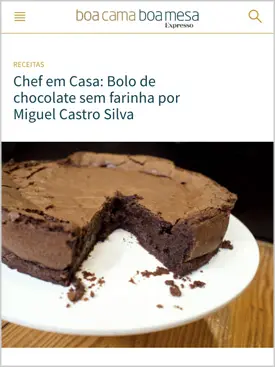 boa cama boa mesa
Expresso
RECEITAS
Chef em Casa: Bolo de
chocolate sem farinha por
Miguel Castro Silva